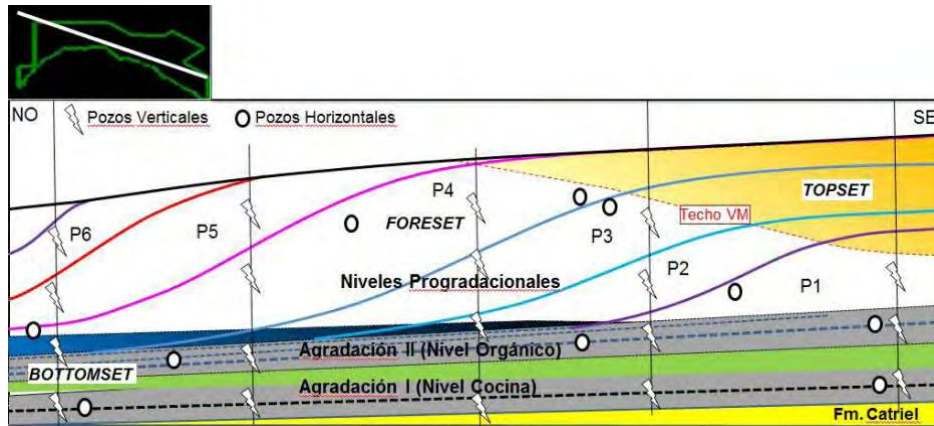 NO
Pozos Verticales
Pozos Horizontales
SE
P4
TOPSET
P6
P5
FORESET
Techo VM
P3
Niveles Progradacionales
P2
P1
Agradación II (Nivel Orgánico)
BOTTOMSET
Agradación I (Nivel Cocina)
Fm. Catriel